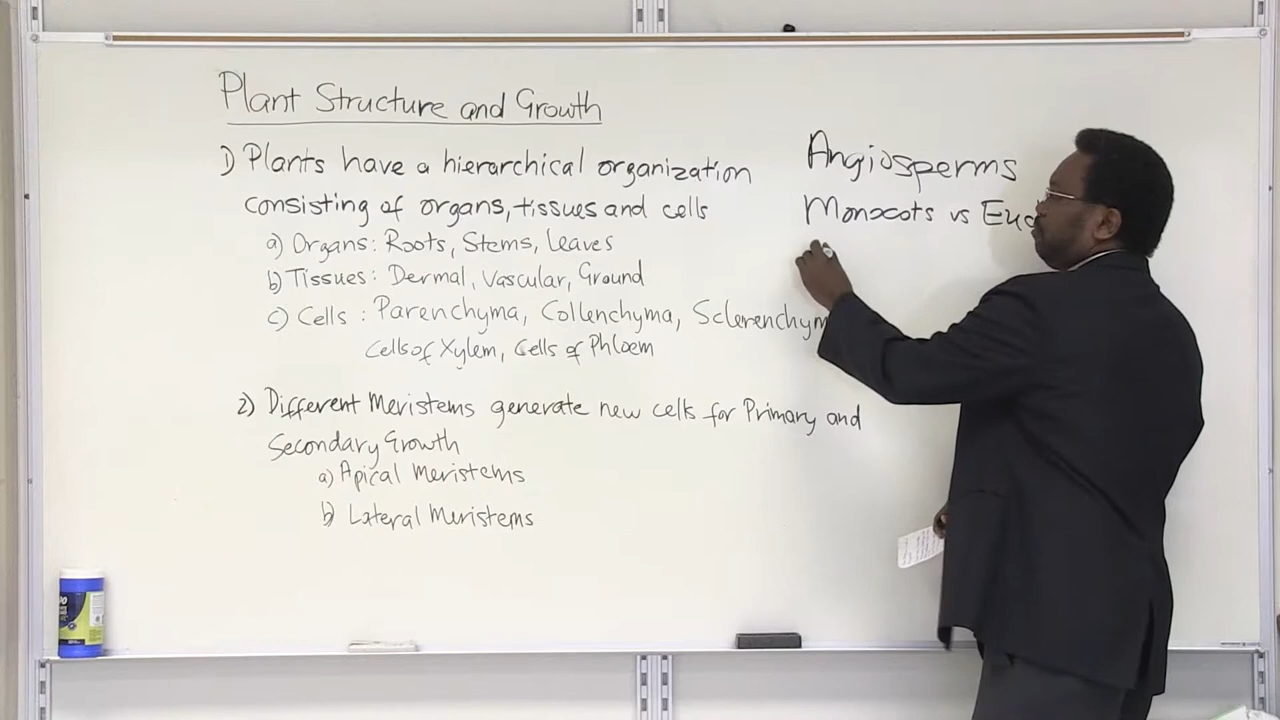 Plant Structure and Growth
1) Plants have a hierarchical organization
consisting of organs, tissues and cells
a) Organs: Roots, Stems, Leaves
b) Tissues: Dermal, Vascular, Ground
c) Cells: Parenchyma, Collenchyma, Sclerenchym
Cells of Xylem, Cells of Phloem
2) Different Meristems generate new cells for Primary and
Secondary Growth
a) Apical Meristems
b) Lateral Meristems
Angiosperms
Monocots vs Eud